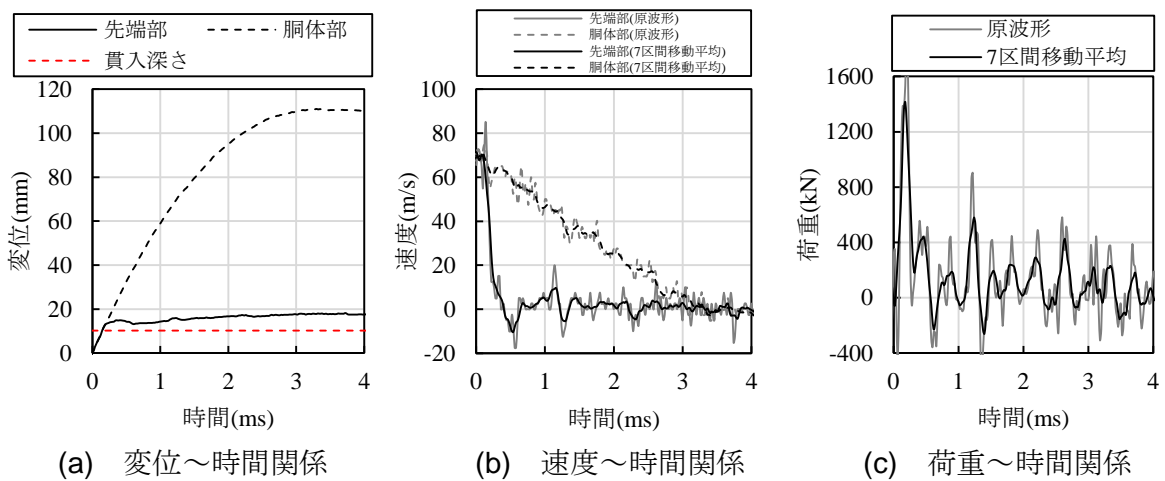 先端部
胴体部
貫入深さ
120
100
80
60
40
20
0
変位(mm)
0
1
2
3
4
時間(ms)
(a) 変位～時間関係
先端部(原波形)
胴体部(原波形)
先端部(7区間移動平均)
胴体部(7区間移動平均)
100
80
60
40
20
0
-20
速度(m/s)
0
1
2
3
4
時間(ms)
(b) 速度～時間関係
原波形
7区間移動平均
1600
1200
800
400
0
-400
荷重(kN)
0
1
2
3
4
時間(ms)
(c) 荷重～時間関係